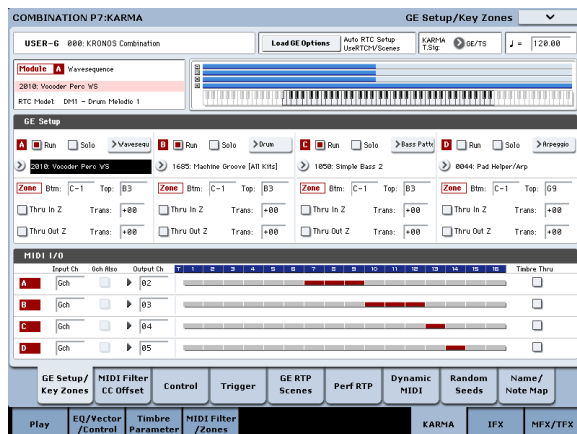 COMBINATION P7:KARMA GE Setup/Key Zones
USER-G 000: KRONOS Combination Load GE Options Auto RTC Setup UseRTCM/Scenes KARMA T.Sig: GE/TS ♩ = 120.00
Module A Wavesequence
2010: Vocoder Perc WS
RTC Model: DM1 - Drum Melodic 1
GE Setup
A Run Solo Wavesequ B Run Solo Drum C Run Solo Bass Patte D Run Solo Arpeggio
2010: Vocoder Perc WS 1685: Machine Groove [All Kits] 1050: Simple Bass 2 0044: Pad Helper/Arp
Zone Btm: C-1 Top: B3 Zone Btm: C-1 Top: B3 Zone Btm: C-1 Top: B3 Zone Btm: C-1 Top: G9
Thru In Z Trans: +00 Thru In Z Trans: +00 Thru In Z Trans: +00 Thru In Z Trans: +00
Thru Out Z Trans: +00 Thru Out Z Trans: +00 Thru Out Z Trans: +00 Thru Out Z Trans: +00
MIDI I/O
Input Ch Gch Also Output Ch T 1 2 3 4 5 6 7 8 9 10 11 12 13 14 15 16 Timbre Thru
A Gch 02
B Gch 03
C Gch 04
D Gch 05
GE Setup/ Key Zones MIDI Filter CC Offset Control Trigger GE RTP Scenes Perf RTP Dynamic MIDI Random Seeds Name/ Note Map
Play EQ/Vector /Control Timbre Parameter MIDI Filter /Zones KARMA IFX MFX/TFX